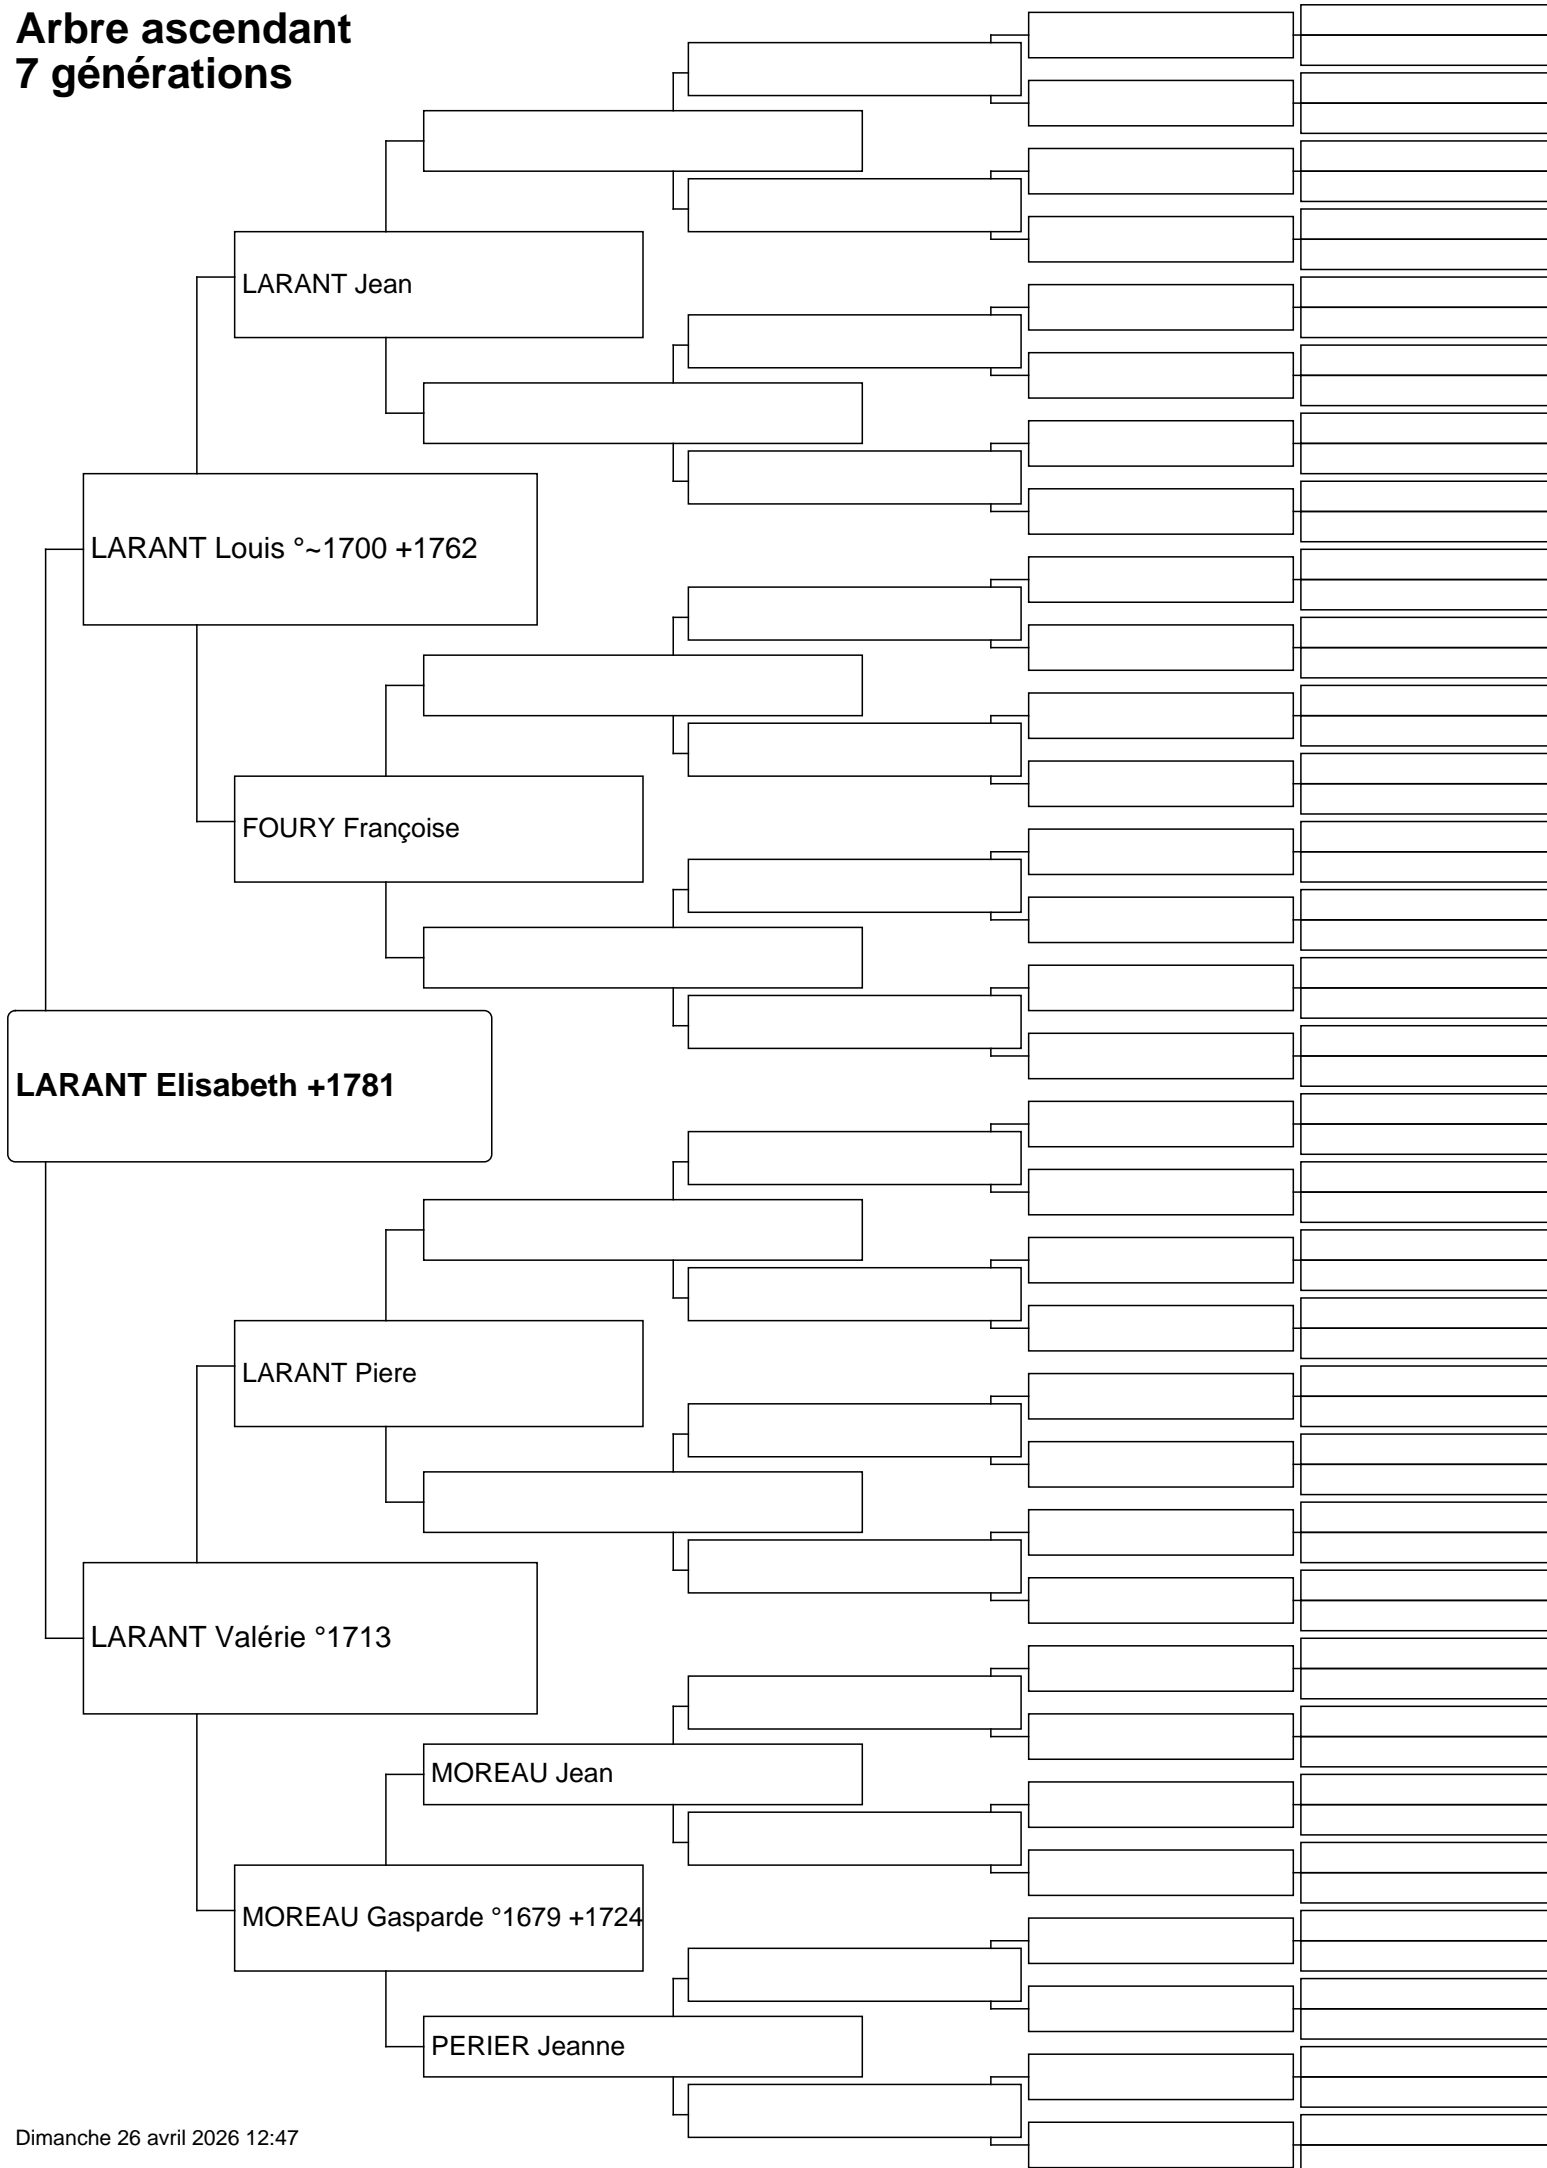 Arbre ascendant
7 générations
LARANT Jean
LARANT Louis °~1700 +1762
FOURY Françoise
LARANT Elisabeth +1781
LARANT Piere
LARANT Valérie °1713
MOREAU Jean
MOREAU Gasparde °1679 +1724
PERIER Jeanne
Dimanche 26 avril 2026 12:47